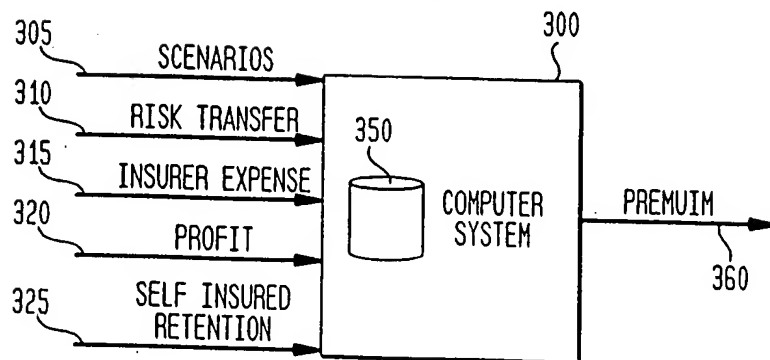 305
SCENARIOS
300
310
RISK TRANSFER
350
315
INSURER EXPENSE
COMPUTER
SYSTEM
PREMUIM
360
320
PROFIT
325
SELF INSURED
RETENTION